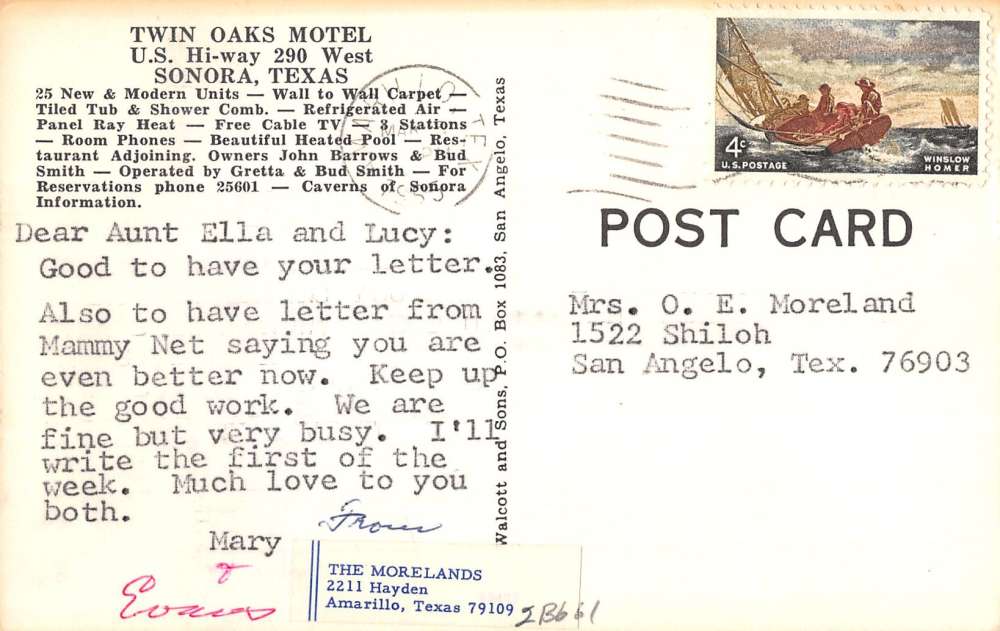 TWIN OAKS MOTEL
U.S. Hi-way 290 West
SONORA, TEXAS
25 New & Modern Units — Wall to Wall Carpet —
Tiled Tub & Shower Comb. — Refrigerated Air —
Panel Ray Heat — Free Cable TV — 8 Stations
— Room Phones — Beautiful Heated Pool — Res-
taurant Adjoining. Owners John Barrows & Bud
Smith — Operated by Gretta & Bud Smith — For
Reservations phone 25601 — Caverns of Sonora
Information.
Dear Aunt Ella and Lucy:
Good to have your letter.
Also to have letter from
Mammy Net saying you are
even better now. Keep up
the good work. We are
fine but very busy. I'll
write the first of the
week. Much love to you
both.
Mary
&
Evans
From
THE MORELANDS
2211 Hayden
Amarillo, Texas 79109
2B661
Walcott and Sons, P.O. Box 1083, San Angelo, Texas
4c
U.S. POSTAGE
WINSLOW
HOMER
POST CARD
Mrs. O. E. Moreland
1522 Shiloh
San Angelo, Tex. 76903